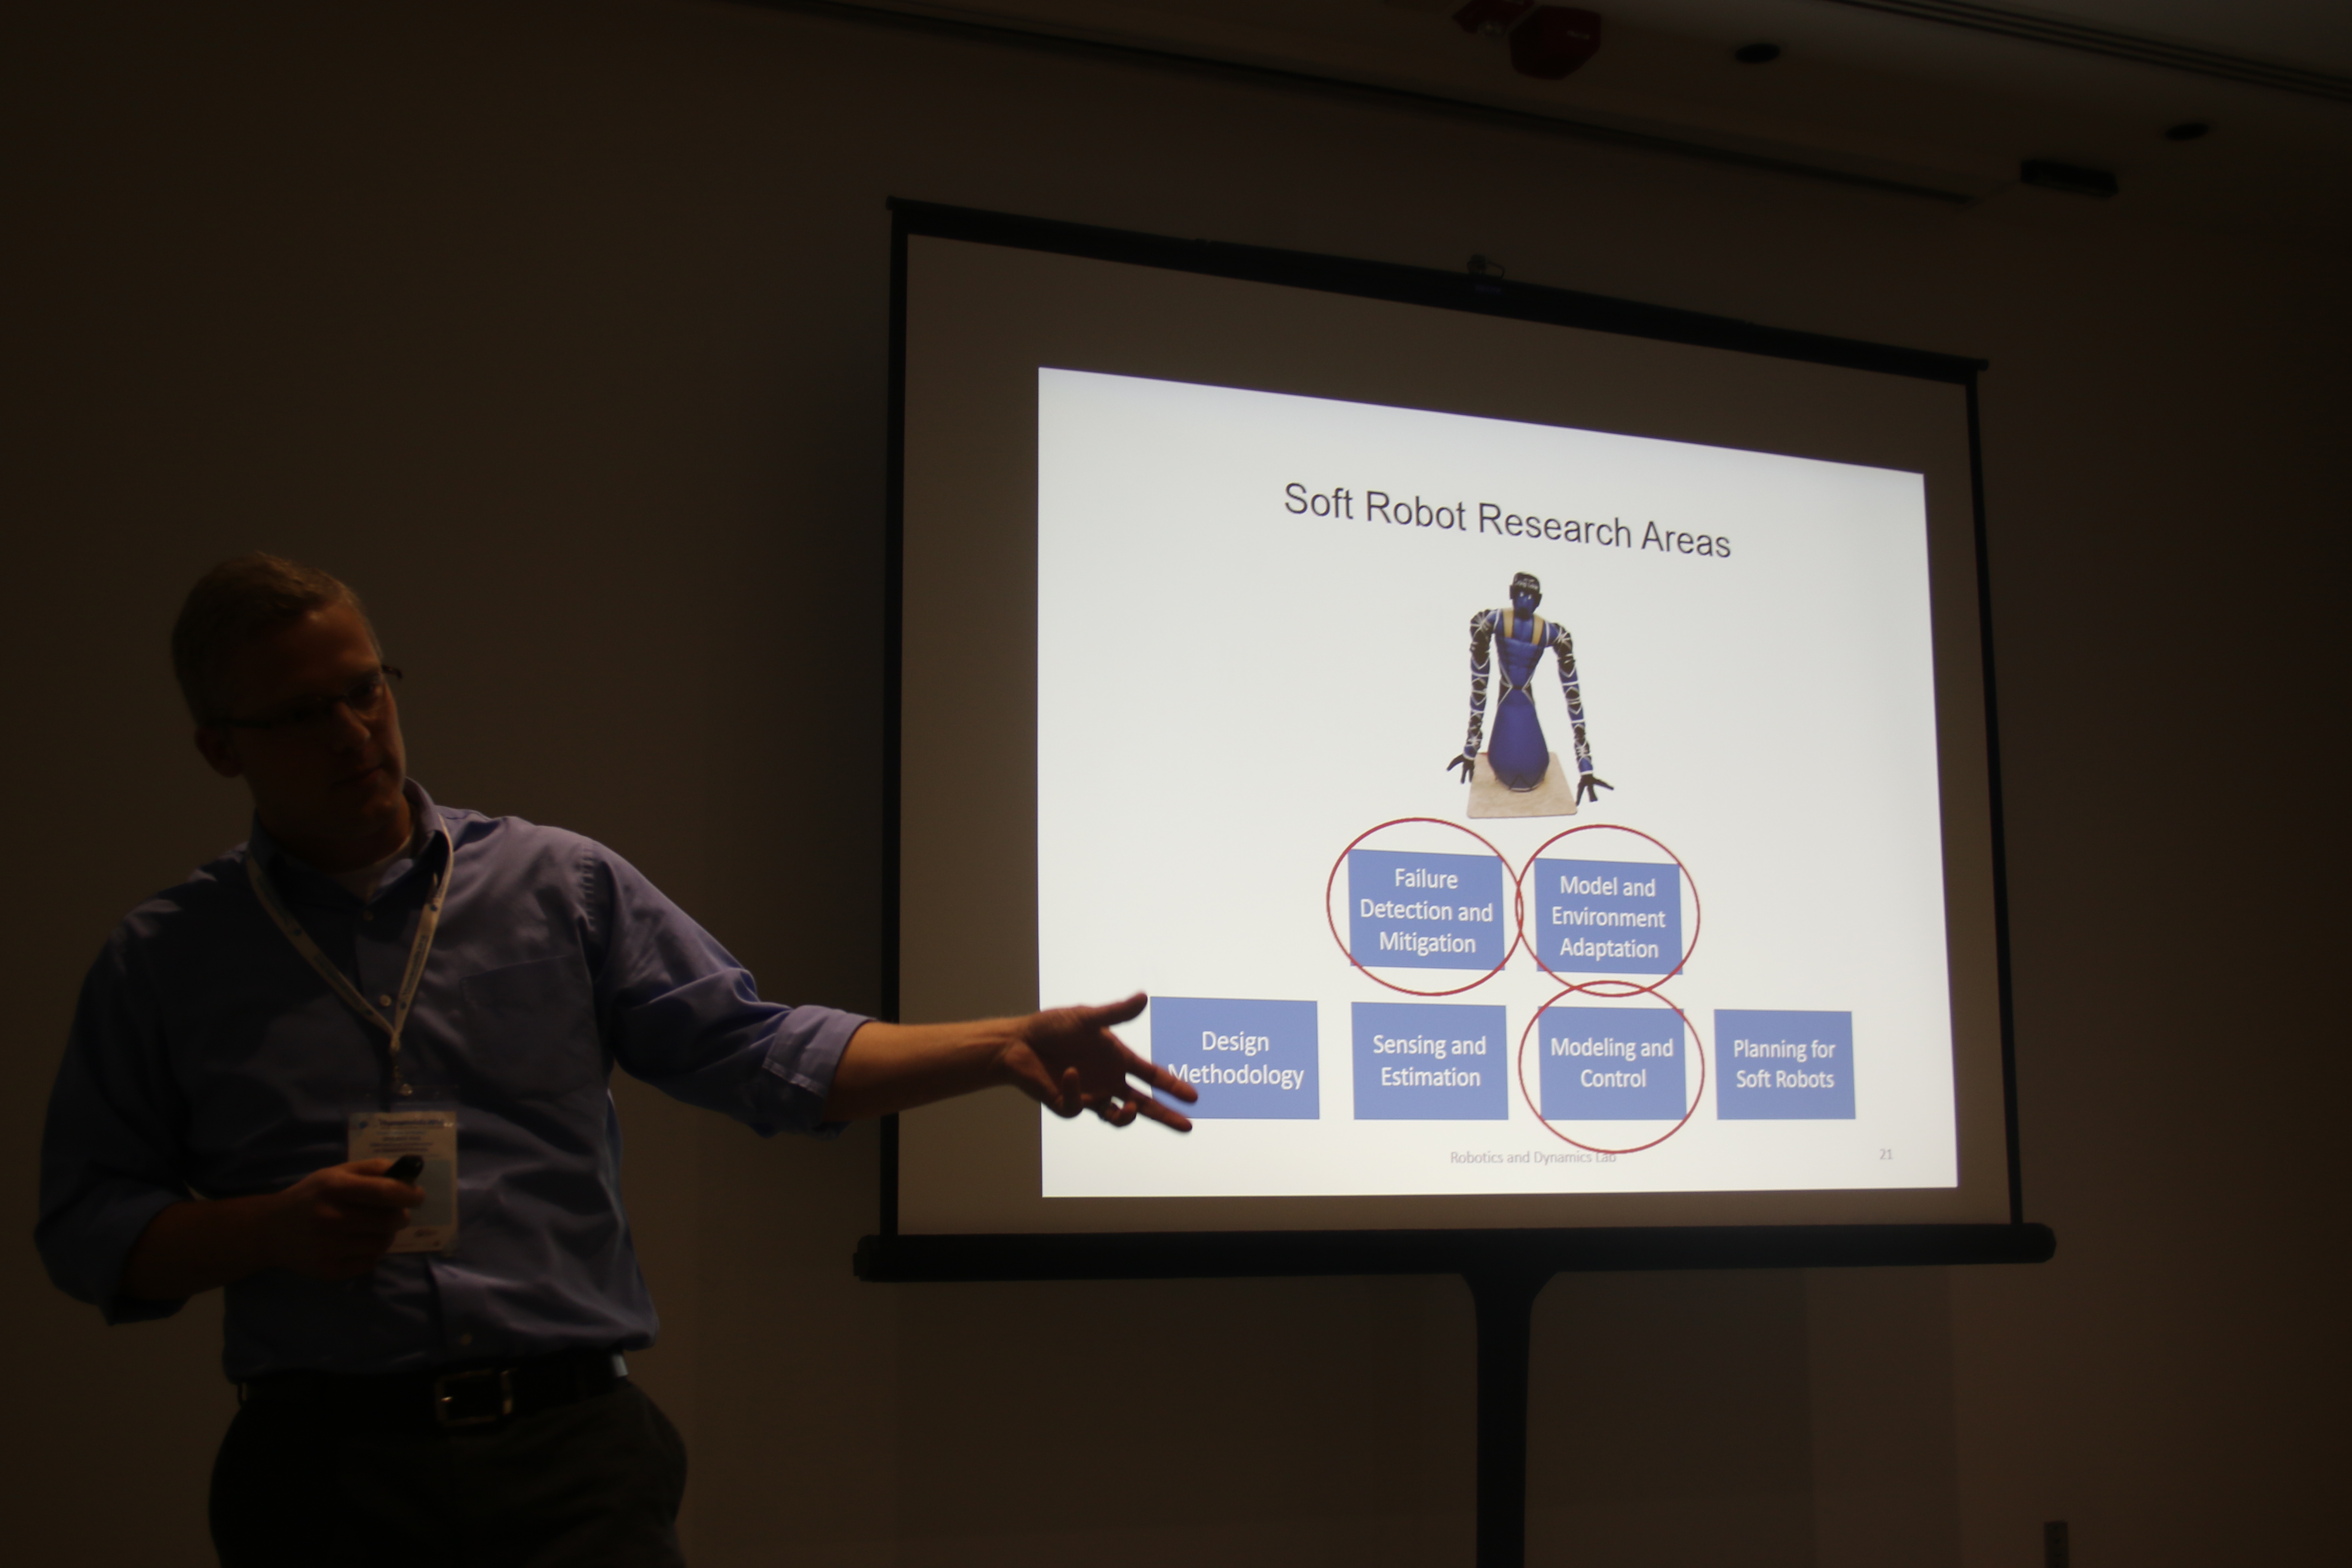 Soft Robot Research Areas
Failure
Detection and
Mitigation
Model and
Environment
Adaptation
Design
Methodology
Sensing and
Estimation
Modeling and
Control
Planning for
Soft Robots
Robotics and Dynamics Lab
21